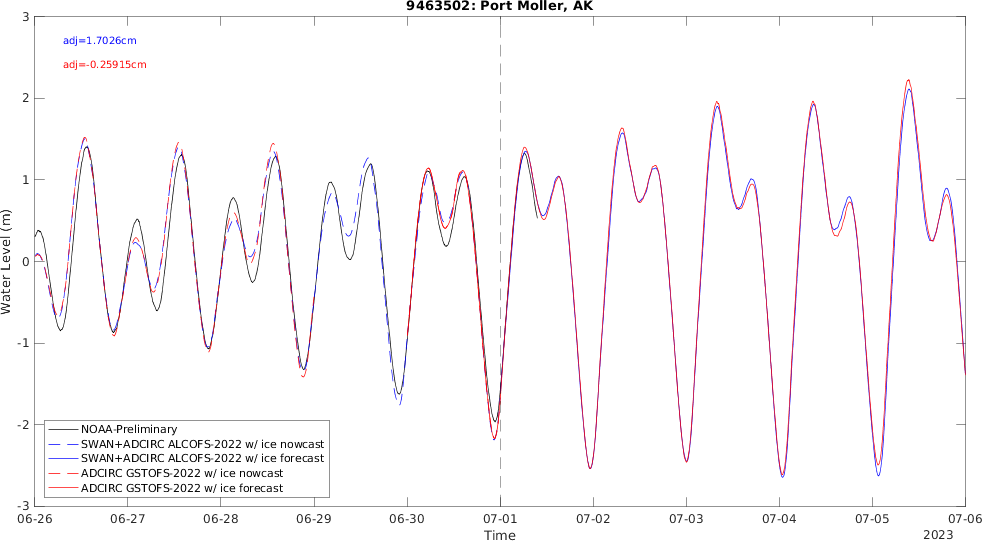 9463502: Port Moller, AK
adj=1.7026cm
adj=-0.25915cm
3
2
1
0
-1
-2
-3
Water Level (m)
NOAA-Preliminary
SWAN+ADCIRC ALCOFS-2022 w/ ice nowcast
SWAN+ADCIRC ALCOFS-2022 w/ ice forecast
ADCIRC GSTOFS-2022 w/ ice nowcast
ADCIRC GSTOFS-2022 w/ ice forecast
06-26 06-27 06-28 06-29 06-30 07-01 07-02 07-03 07-04 07-05 07-06
Time
2023